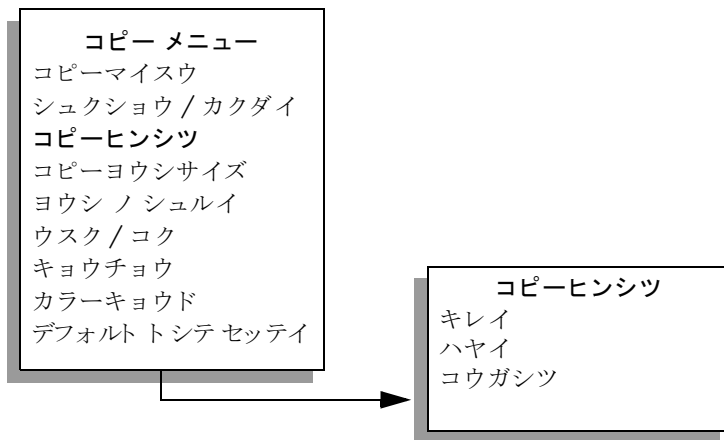 コピー メニュー
コピーマイスウ
シュクショウ / カクダイ
コピーヒンシツ
コピーヨウシサイズ
ヨウシ ノ シュルイ
ウスク / コク
キョウチョウ
カラーキョウド
デフォルト ト シテ セッテイ
コピーヒンシツ
キレイ
ハヤイ
コウガシツ